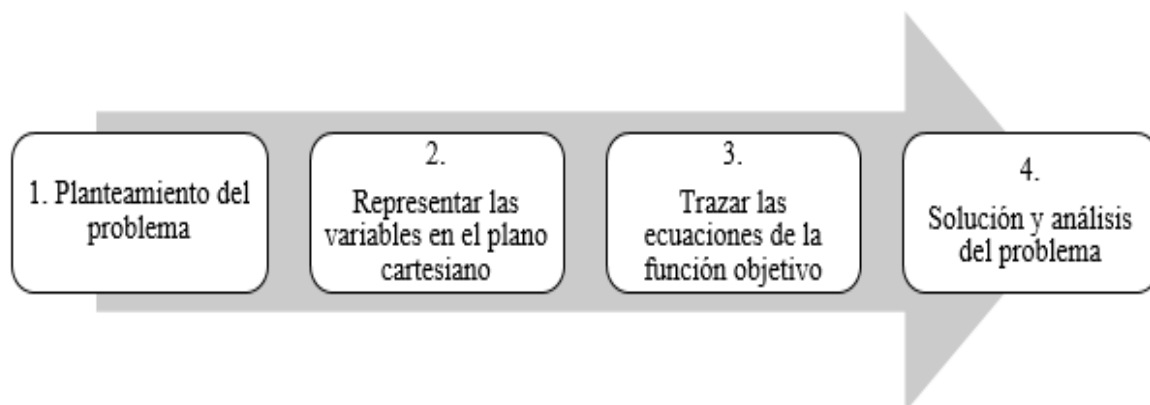 1. Planteamiento del
problema
2.
Representar las
variables en el plano
cartesiano
3.
Trazar las
ecuaciones de la
función objetivo
4.
Solución y análisis
del problema